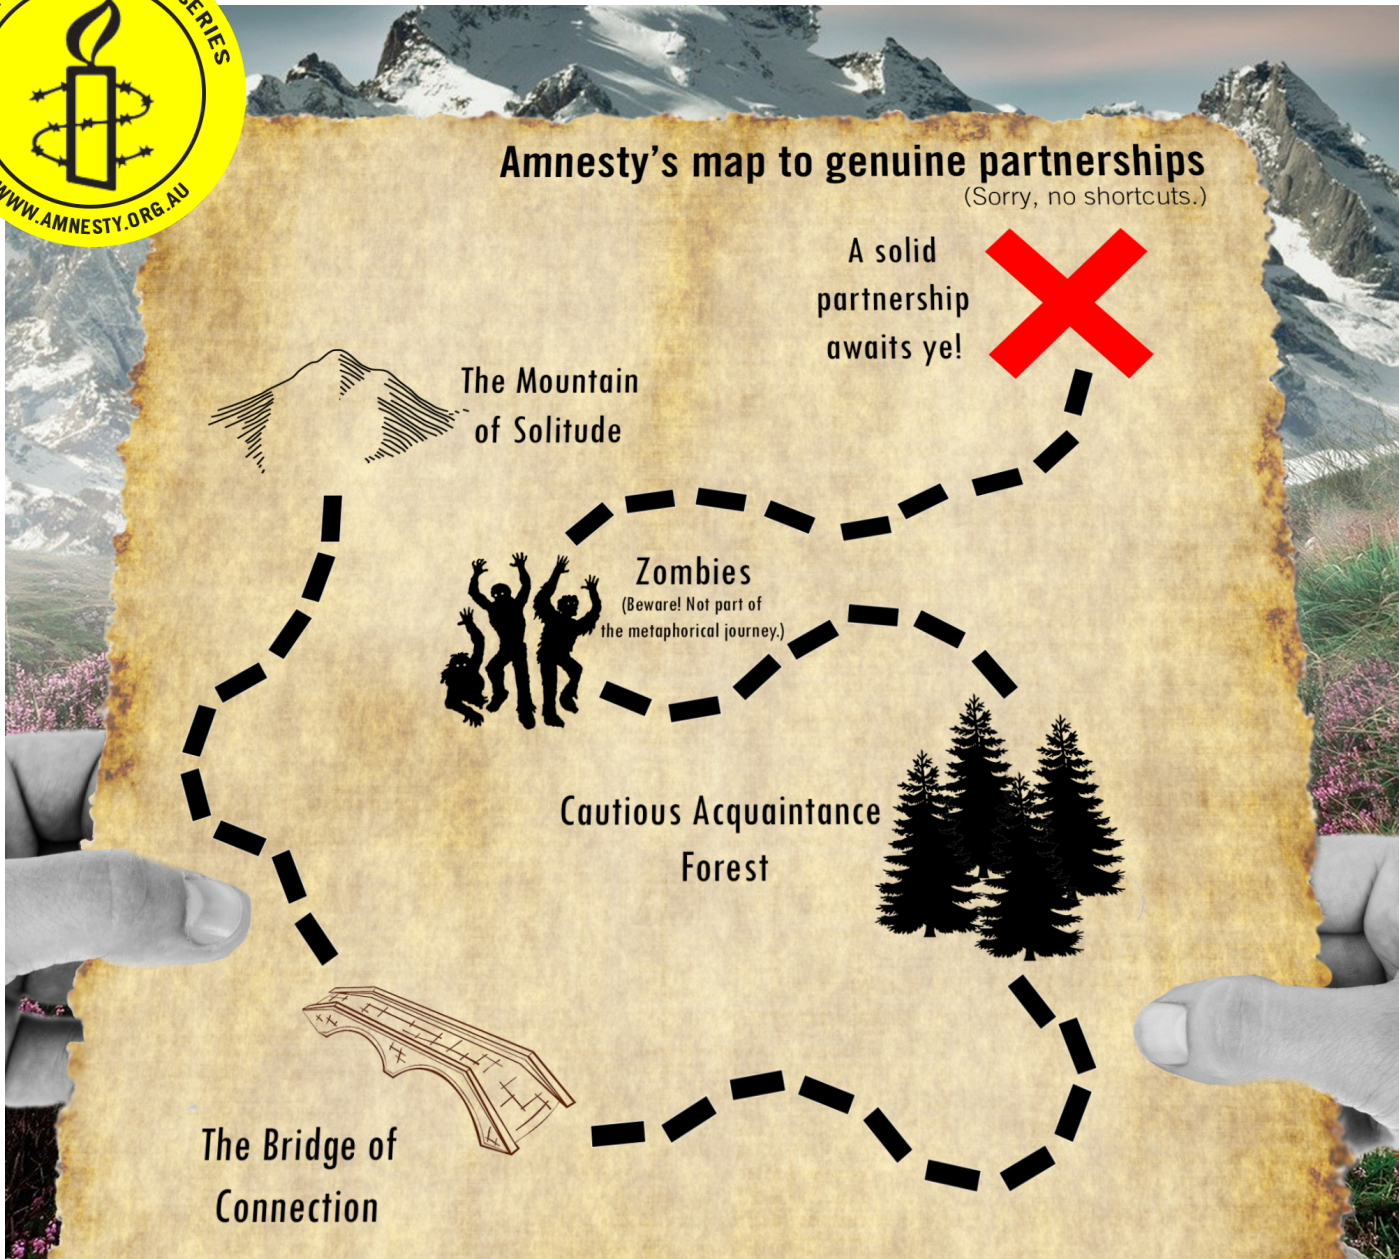 SERIES
WWW.AMNESTY.ORG.AU
Amnesty's map to genuine partnerships
(Sorry, no shortcuts.)
A solid
partnership
awaits ye!
The Mountain
of Solitude
Zombies
(Beware! Not part of
the metaphorical journey.)
Cautious Acquaintance
Forest
The Bridge of
Connection